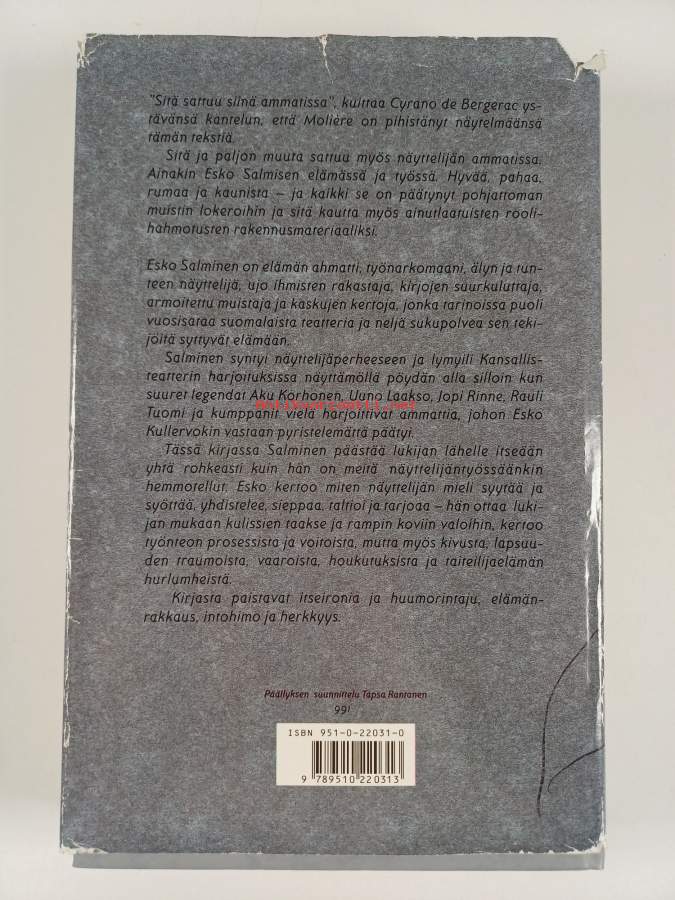 "Sitä sattuu siinä ammatissa", kuittaa Cyrano de Bergerac ys-
tävänsä kantelun, että Molière on pihistänyt näytelmäänsä
tämän tekstiä.
Sitä ja paljon muuta sattuu myös näyttelijän ammatissa.
Ainakin Esko Salmisen elämässä ja työssä. Hyvää, pahaa,
rumaa ja kaunista – ja kaikki se on päätynyt pohjattoman
muistin lokeroihin ja sitä kautta myös ainutlaatuisten rooli-
hahmotusten rakennusmateriaaliksi.
Esko Salminen on elämän ahmatti, työnarkomaani, älyn ja tun-
teen näyttelijä, ujo ihmisten rakastaja, kirjojen suurkuluttaja,
armoitettu muistaja ja kaskujen kertoja, jonka tarinoissa puoli
vuosisataa suomalaista teatteria ja neljä sukupolvea sen teki-
jöitä syttyvät elämään.
Salminen syntyi näyttelijäperheeseen ja lymyili Kansallis-
teatterin harjoituksissa näyttämöllä pöydän alla silloin kun
suuret legendat Aku Korhonen, Uuno Laakso, Jopi Rinne, Rauli
Tuomi ja kumppanit vielä harjoittivat ammattia, johon Esko
Kullervokin vastaan pyristelemättä päätyi.
Tässä kirjassa Salminen päästää lukijan lähelle itseään
yhtä rohkeasti kuin hän on meitä näyttelijäntyössäänkin
hemmotellut. Esko kertoo miten näyttelijän mieli syytää ja
syöttää, yhdistelee, sieppaa, taltioi ja tarjoaa – hän ottaa luki-
jan mukaan kulissien taakse ja rampin koviin valoihin, kertoo
työnteon prosessista ja voitoista, mutta myös kivusta, lapsuu-
den traumoista, vaaroista, houkutuksista ja taiteilijaelämän
hurlumheistä.
Kirjasta paistavat itseironia ja huumorintaju, elämän-
rakkaus, intohimo ja herkkyys.
Päällyksen suunnittelu Tapsa Rantanen
99.1
ISBN 951-0-22031-0
9 789510 220313